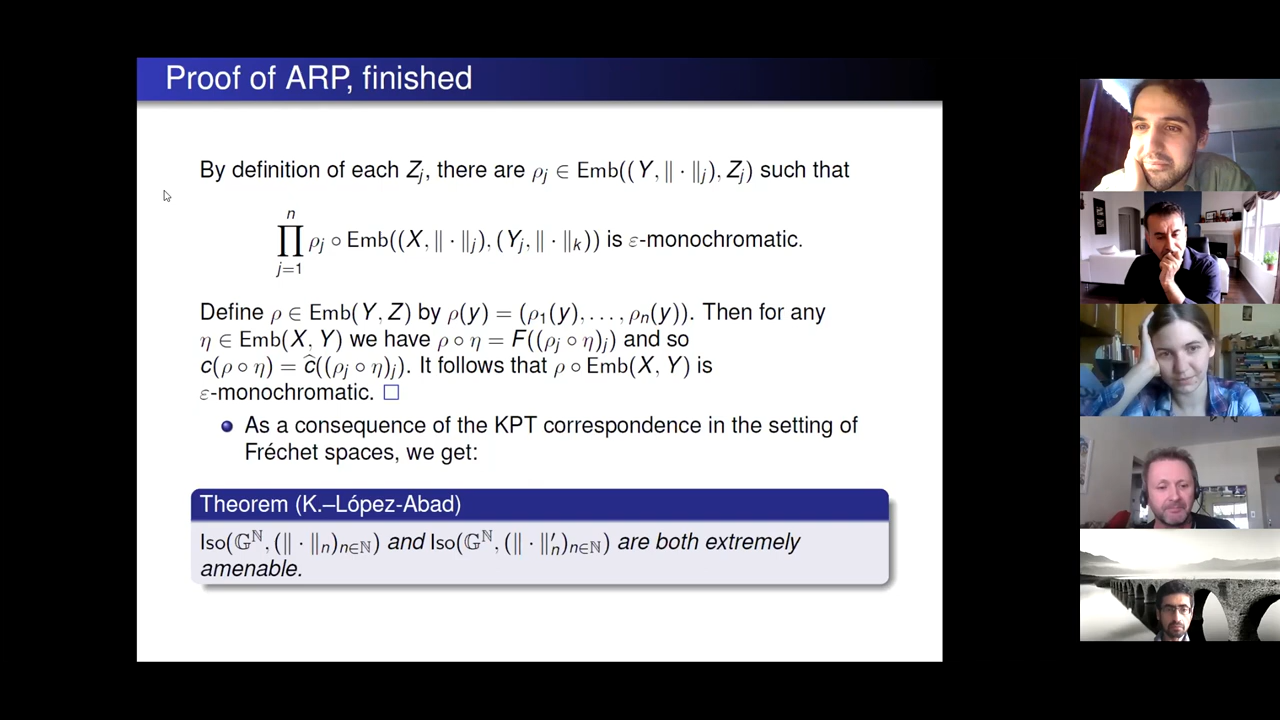 Proof of ARP, finished
By definition of each Z_j, there are ρ_j ∈ Emb((Y, ‖ · ‖_j), Z_j) such that
∏_{j=1}^{n} ρ_j ∘ Emb((X, ‖ · ‖_j), (Y_j, ‖ · ‖_k)) is ε-monochromatic.
Define ρ ∈ Emb(Y, Z) by ρ(y) = (ρ_1(y), . . . , ρ_n(y)). Then for any
η ∈ Emb(X, Y) we have ρ ∘ η = F((ρ_j ∘ η)_j) and so
c(ρ ∘ η) = ĉ((ρ_j ∘ η)_j). It follows that ρ ∘ Emb(X, Y) is
ε-monochromatic. □
• As a consequence of the KPT correspondence in the setting of
Fréchet spaces, we get:
Theorem (K.–López-Abad)
Iso(𝔾^ℕ, (‖ · ‖_n)_{n∈ℕ}) and Iso(𝔾^ℕ, (‖ · ‖′_n)_{n∈ℕ}) are both extremely
amenable.